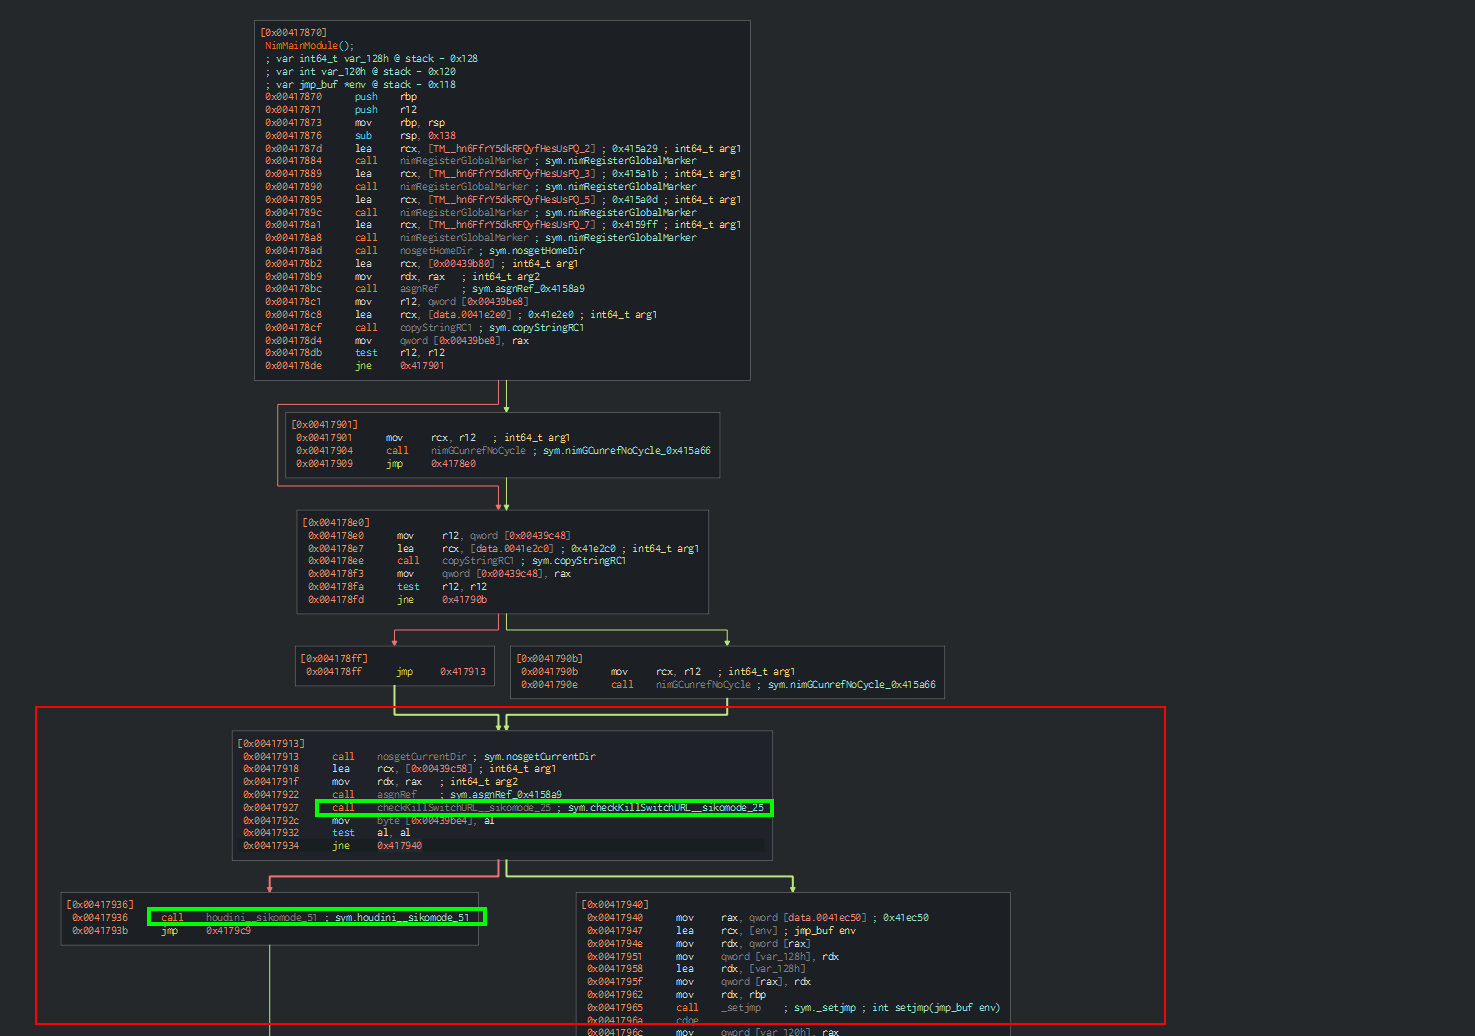 [0x00417870]
NimMainModule();
; var int64_t var_128h @ stack - 0x128
; var int var_120h @ stack - 0x120
; var jmp_buf *env @ stack - 0x118
0x00417870 push rbp
0x00417871 push r12
0x00417873 mov rbp, rsp
0x00417876 sub rsp, 0x138
0x0041787d lea rcx, [TM__hn6FfrY5dkRFQyfHesUsPQ_2] ; 0x415a29 ; int64_t arg1
0x00417884 call nimRegisterGlobalMarker ; sym.nimRegisterGlobalMarker
0x00417889 lea rcx, [TM__hn6FfrY5dkRFQyfHesUsPQ_3] ; 0x415a1b ; int64_t arg1
0x00417890 call nimRegisterGlobalMarker ; sym.nimRegisterGlobalMarker
0x00417895 lea rcx, [TM__hn6FfrY5dkRFQyfHesUsPQ_5] ; 0x415a0d ; int64_t arg1
0x0041789c call nimRegisterGlobalMarker ; sym.nimRegisterGlobalMarker
0x004178a1 lea rcx, [TM__hn6FfrY5dkRFQyfHesUsPQ_7] ; 0x4159ff ; int64_t arg1
0x004178a8 call nimRegisterGlobalMarker ; sym.nimRegisterGlobalMarker
0x004178ad call nosgetHomeDir ; sym.nosgetHomeDir
0x004178b2 lea rcx, [0x00439b80] ; int64_t arg1
0x004178b9 mov rdx, rax ; int64_t arg2
0x004178bc call asgnRef ; sym.asgnRef_0x4158a9
0x004178c1 mov r12, qword [0x00439be8]
0x004178c8 lea rcx, [data.0041e2e0] ; 0x41e2e0 ; int64_t arg1
0x004178cf call copyStringRC1 ; sym.copyStringRC1
0x004178d4 mov qword [0x00439be8], rax
0x004178db test r12, r12
0x004178de jne 0x417901
[0x00417901]
0x00417901 mov rcx, r12 ; int64_t arg1
0x00417904 call nimGCunrefNoCycle ; sym.nimGCunrefNoCycle_0x415a66
0x00417909 jmp 0x4178e0
[0x004178e0]
0x004178e0 mov r12, qword [0x00439c48]
0x004178e7 lea rcx, [data.0041e2c0] ; 0x41e2c0 ; int64_t arg1
0x004178ee call copyStringRC1 ; sym.copyStringRC1
0x004178f3 mov qword [0x00439c48], rax
0x004178fa test r12, r12
0x004178fd jne 0x41790b
[0x004178ff]
0x004178ff jmp 0x417913
[0x0041790b]
0x0041790b mov rcx, r12 ; int64_t arg1
0x0041790e call nimGCunrefNoCycle ; sym.nimGCunrefNoCycle_0x415a66
[0x00417913]
0x00417913 call nosgetCurrentDir ; sym.nosgetCurrentDir
0x00417918 lea rcx, [0x00439c58] ; int64_t arg1
0x0041791f mov rdx, rax ; int64_t arg2
0x00417922 call asgnRef ; sym.asgnRef_0x4158a9
0x00417927 call checkKillSwitchURL__sikomode_25 ; sym.checkKillSwitchURL__sikomode_25
0x0041792c mov byte [0x00439be4], al
0x00417932 test al, al
0x00417934 jne 0x417940
[0x00417936]
0x00417936 call houdini__sikomode_51 ; sym.houdini__sikomode_51
0x0041793b jmp 0x4179c9
[0x00417940]
0x00417940 mov rax, qword [data.0041ec50] ; 0x41ec50
0x00417947 lea rcx, [env] ; jmp_buf env
0x0041794e mov rdx, qword [rax]
0x00417951 mov qword [var_128h], rdx
0x00417958 lea rdx, [var_128h]
0x0041795f mov qword [rax], rdx
0x00417962 mov rdx, rbp
0x00417965 call _setjmp ; sym._setjmp ; int setjmp(jmp_buf env)
0x0041796a cdqe
0x0041796c mov qword [var_120h], rax